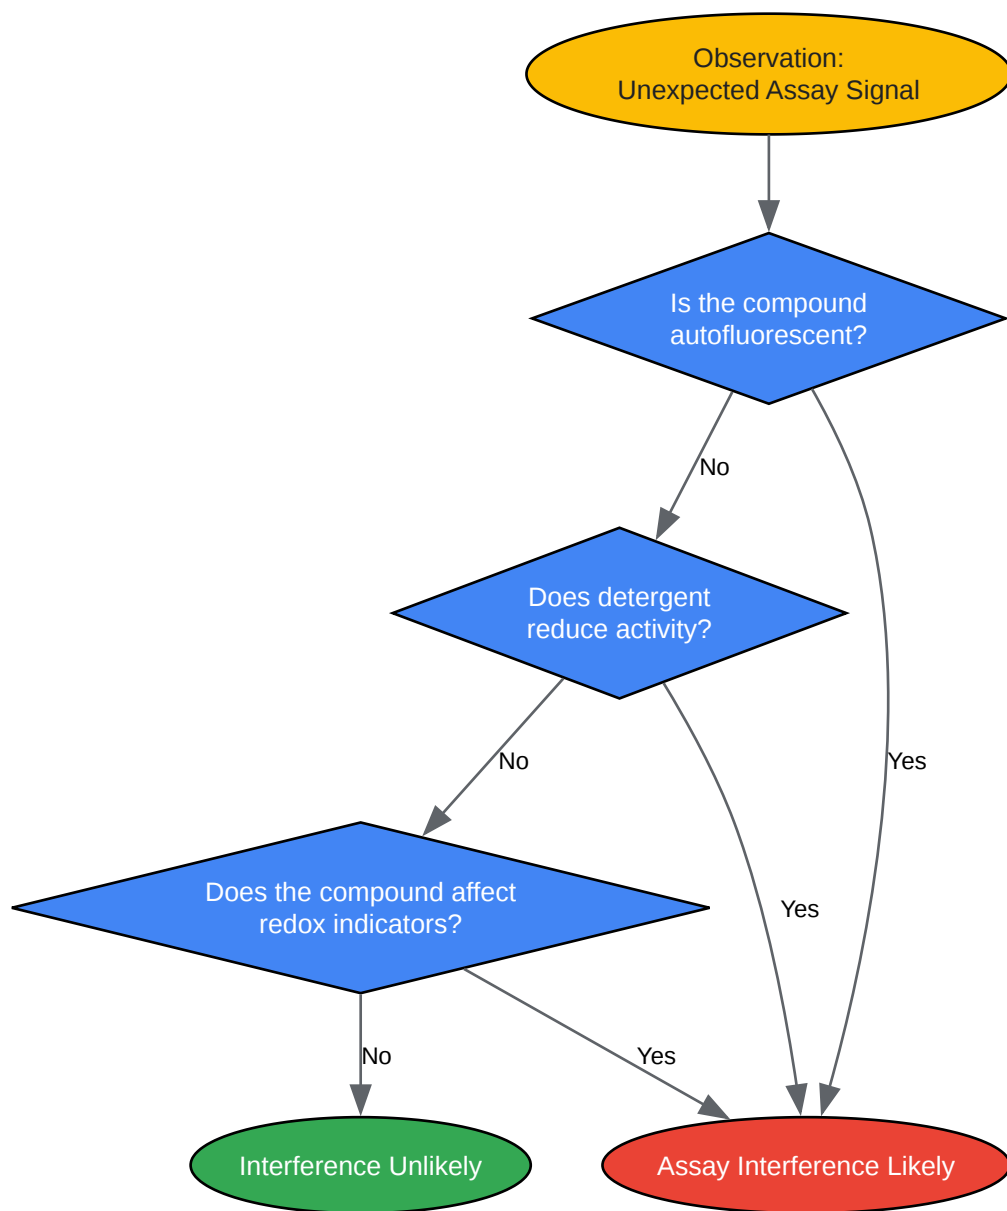 Observation:
Unexpected Assay Signal
Is the compound
autofluorescent?
No
Does detergent
reduce activity?
No
Yes
Does the compound affect
redox indicators?
Yes
No
Yes
Interference Unlikely
Assay Interference Likely